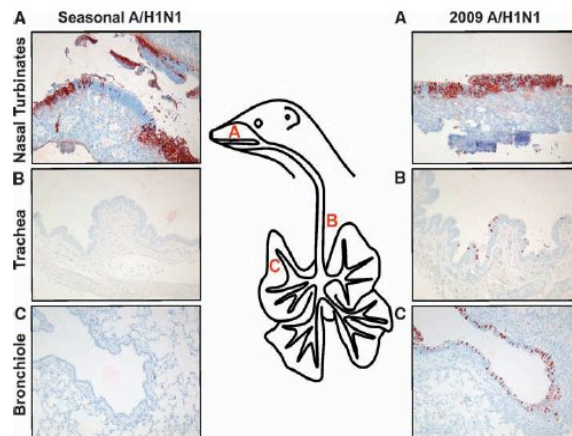 A Seasonal A/H1N1
Nasal Turbinates
B
Trachea
C
Bronchiole
A
B
C
A 2009 A/H1N1
B
C